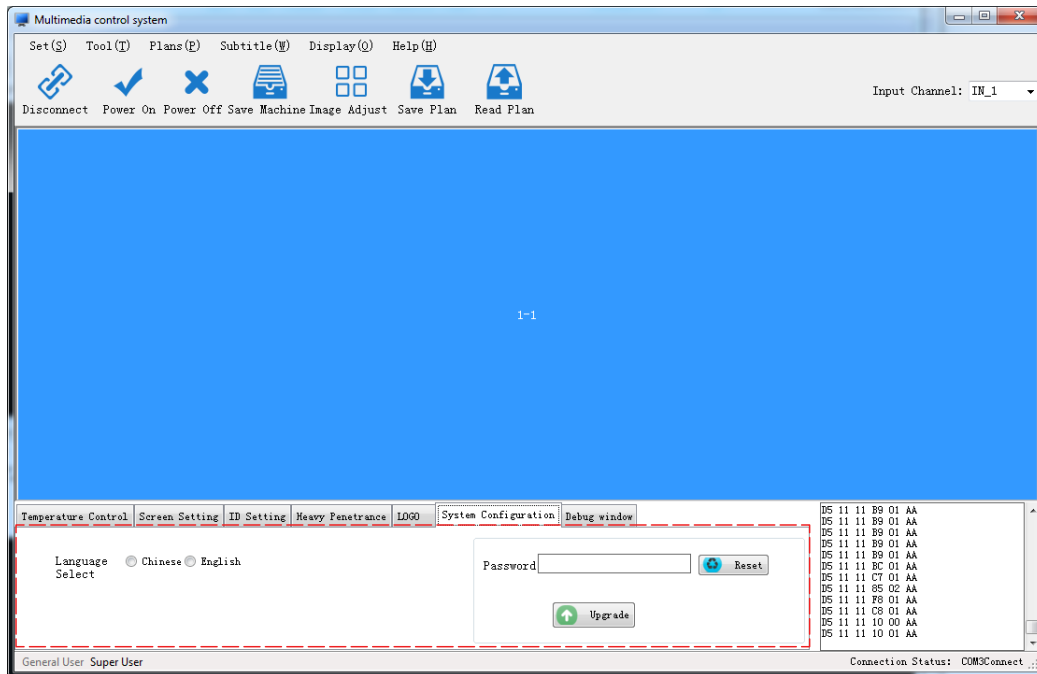 Multimedia control system
Set(S) Tool(T) Plans(P) Subtitle(W) Display(O) Help(H)
Disconnect Power On Power Off Save Machine Image Adjust Save Plan Read Plan
Input Channel: IN_1
1-1
Temperature Control Screen Setting ID Setting Heavy Penetrance LOGO System Configuration Debug window
Language Select
Chinese English
Password Reset
Upgrade
D5 11 11 B9 01 AA
D5 11 11 B9 01 AA
D5 11 11 B9 01 AA
D5 11 11 B9 01 AA
D5 11 11 B9 01 AA
D5 11 11 BC 01 AA
D5 11 11 C7 01 AA
D5 11 11 85 02 AA
D5 11 11 F8 01 AA
D5 11 11 C8 01 AA
D5 11 11 10 00 AA
D5 11 11 10 01 AA
General User Super User
Connection Status: COM3Connect